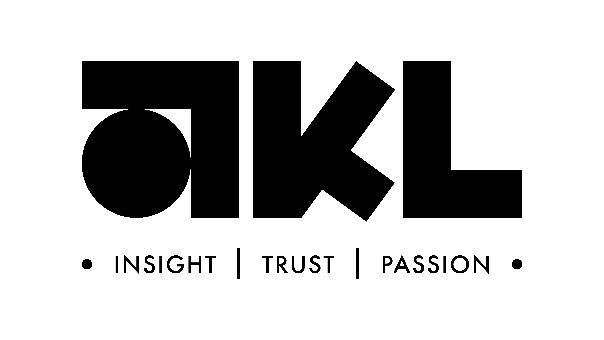 akL
• INSIGHT | TRUST | PASSION •